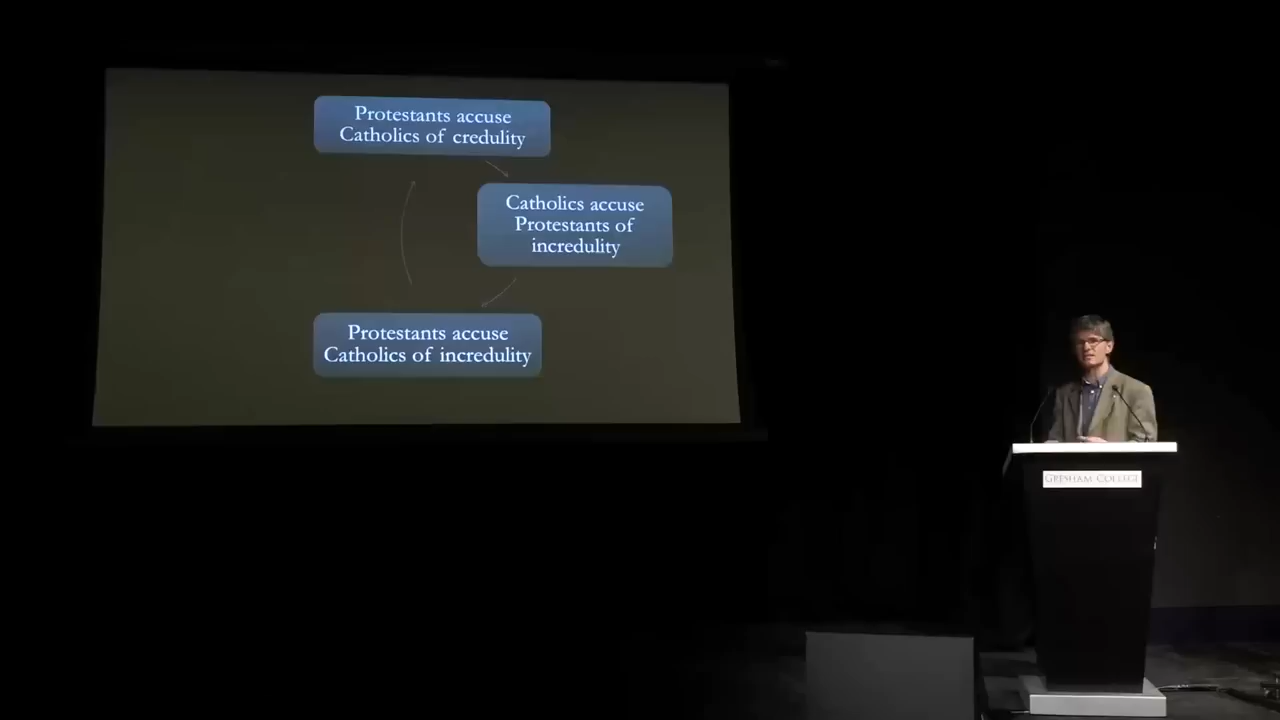 Protestants accuse
Catholics of credulity
Catholics accuse
Protestants of
incredulity
Protestants accuse
Catholics of incredulity
GRESHAM COLLEGE